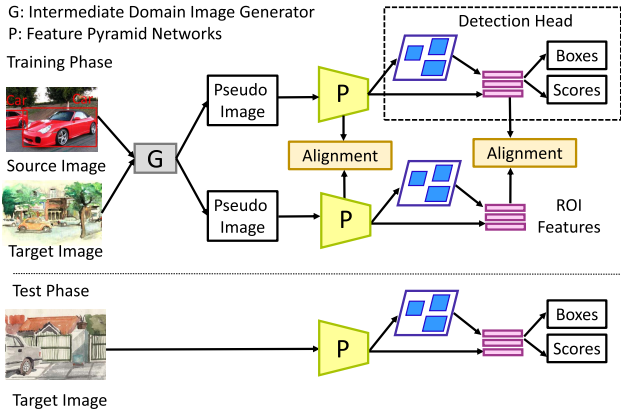 G: Intermediate Domain Image Generator
P: Feature Pyramid Networks
Detection Head
Training Phase
Car
Car
Pseudo
Image
P
Boxes
Scores
G
Source Image
Alignment
Alignment
Pseudo
Image
P
ROI
Features
Target Image
Test Phase
P
Boxes
Scores
Target Image